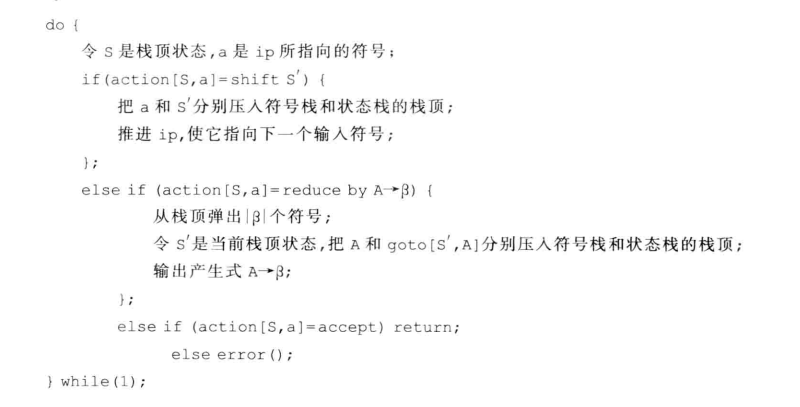 do {
令 S 是栈顶状态,a 是 ip 所指向的符号;
if(action[S,a]=shift S′) {
把 a 和 S′分别压入符号栈和状态栈的栈顶;
推进 ip,使它指向下一个输入符号;
};
else if (action[S,a]=reduce by A→β) {
从栈顶弹出|β|个符号;
令 S′是当前栈顶状态,把 A 和 goto[S′,A]分别压入符号栈和状态栈的栈顶;
输出产生式 A→β;
};
else if (action[S,a]=accept) return;
else error();
} while(1);